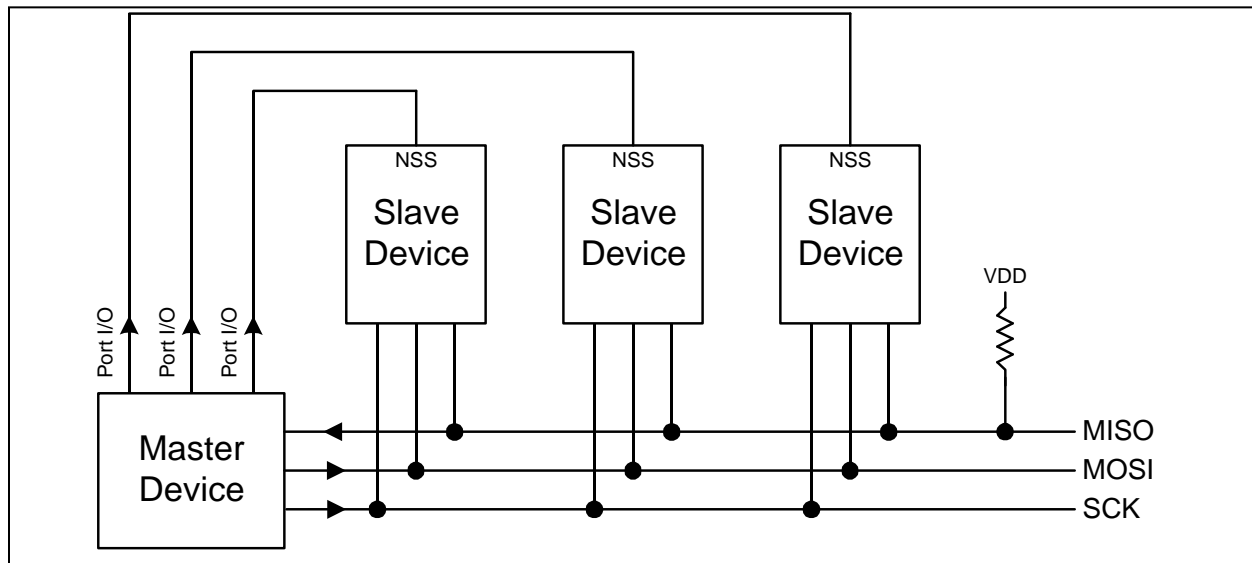 NSS
Slave
Device
NSS
Slave
Device
NSS
Slave
Device
VDD
Port I/O
Port I/O
Port I/O
Master
Device
MISO
MOSI
SCK